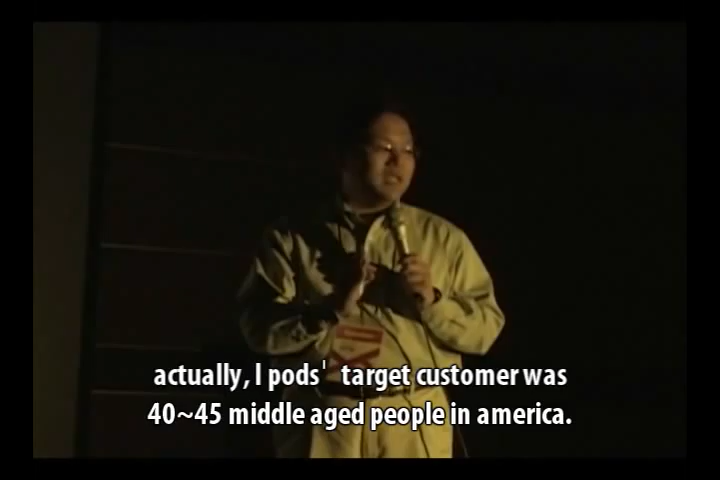 actually, I pods' target customer was
40~45 middle aged people in america.